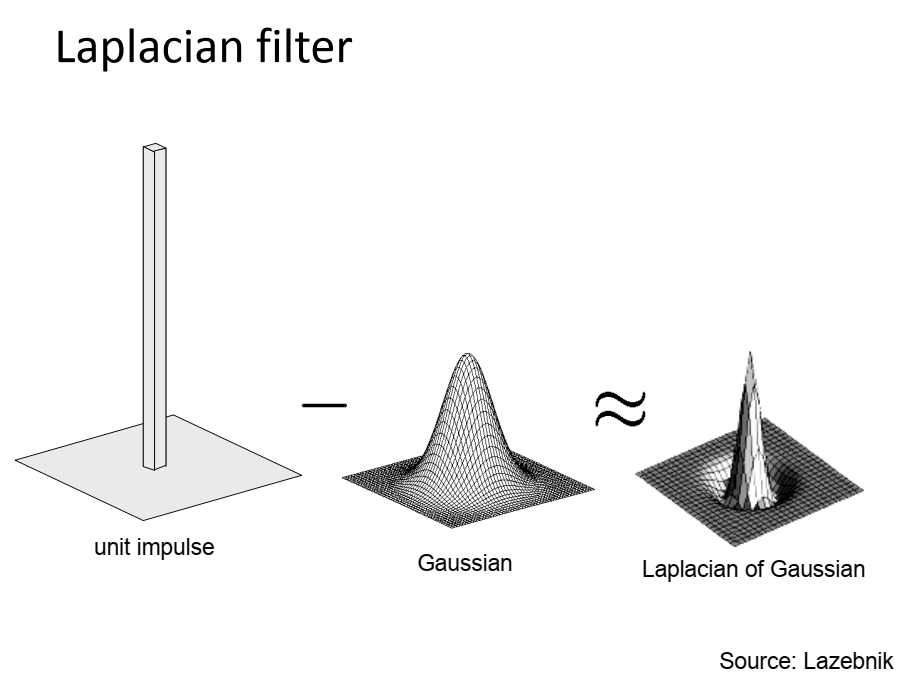 Laplacian filter
unit impulse
−
Gaussian
≈
Laplacian of Gaussian
Source: Lazebnik